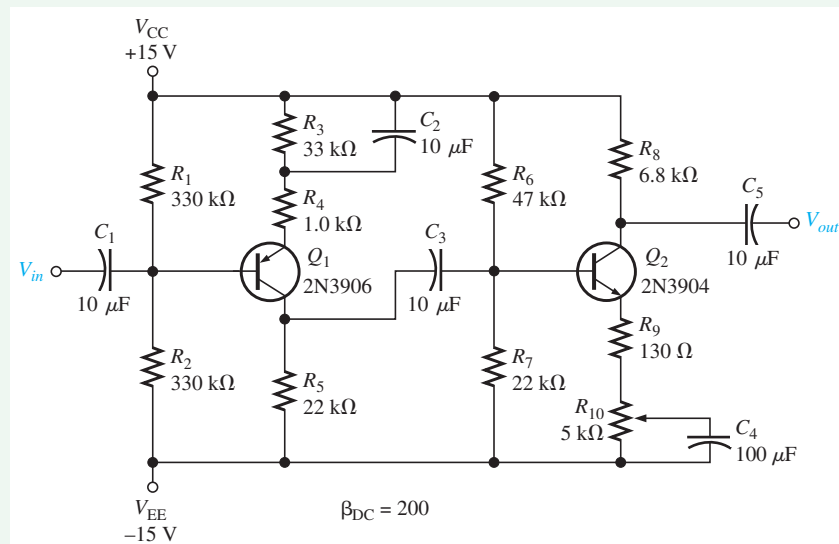 V_CC
+15 V
R_3
33 kΩ
C_2
10 μF
R_1
330 kΩ
R_4
1.0 kΩ
R_6
47 kΩ
R_8
6.8 kΩ
C_1
10 μF
V_in
Q_1
2N3906
C_3
10 μF
Q_2
2N3904
C_5
10 μF
V_out
R_2
330 kΩ
R_5
22 kΩ
R_7
22 kΩ
R_9
130 Ω
R_10
5 kΩ
C_4
100 μF
V_EE
–15 V
β_DC = 200